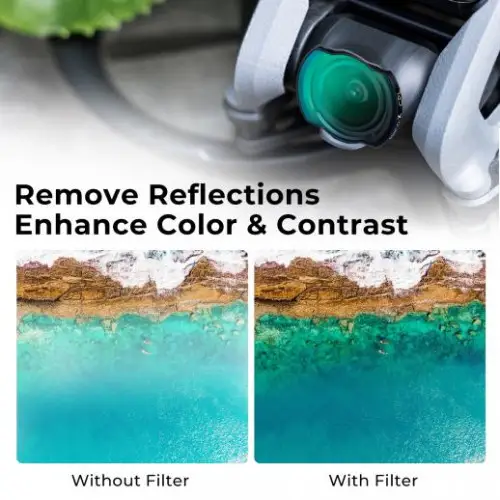 Remove Reflections
Enhance Color & Contrast
Without Filter
With Filter